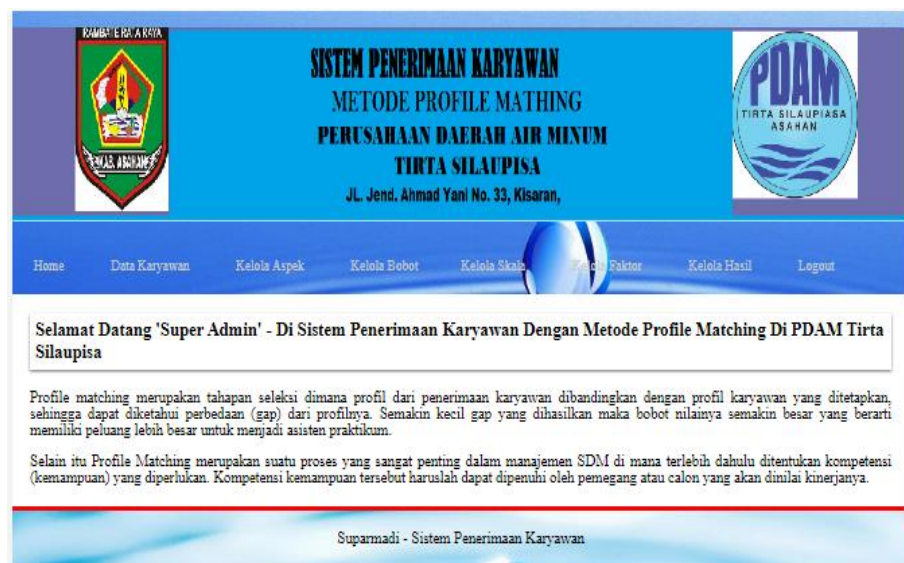 RAMBATE RATA RAYA
KAB. ASAHAN
SISTEM PENERIMAAN KARYAWAN
METODE PROFILE MATHING
PERUSAHAAN DAERAH AIR MINUM
TIRTA SILAUPISA
JL. Jend. Ahmad Yani No. 33, Kisaran,
PDAM
TIRTA SILAUPIASA
ASAHAN
Home Data Karyawan Kelola Aspek Kelola Bobot Kelola Skala Kelola Faktor Kelola Hasil Logout
Selamat Datang 'Super Admin' - Di Sistem Penerimaan Karyawan Dengan Metode Profile Matching Di PDAM Tirta
Silaupisa
Profile matching merupakan tahapan seleksi dimana profil dari penerimaan karyawan dibandingkan dengan profil karyawan yang ditetapkan,
sehingga dapat diketahui perbedaan (gap) dari profilnya. Semakin kecil gap yang dihasilkan maka bobot nilainya semakin besar yang berarti
memiliki peluang lebih besar untuk menjadi asisten praktikum.
Selain itu Profile Matching merupakan suatu proses yang sangat penting dalam manajemen SDM di mana terlebih dahulu ditentukan kompetensi
(kemampuan) yang diperlukan. Kompetensi kemampuan tersebut haruslah dapat dipenuhi oleh pemegang atau calon yang akan dinilai kinerjanya.
Suparmadi - Sistem Penerimaan Karyawan